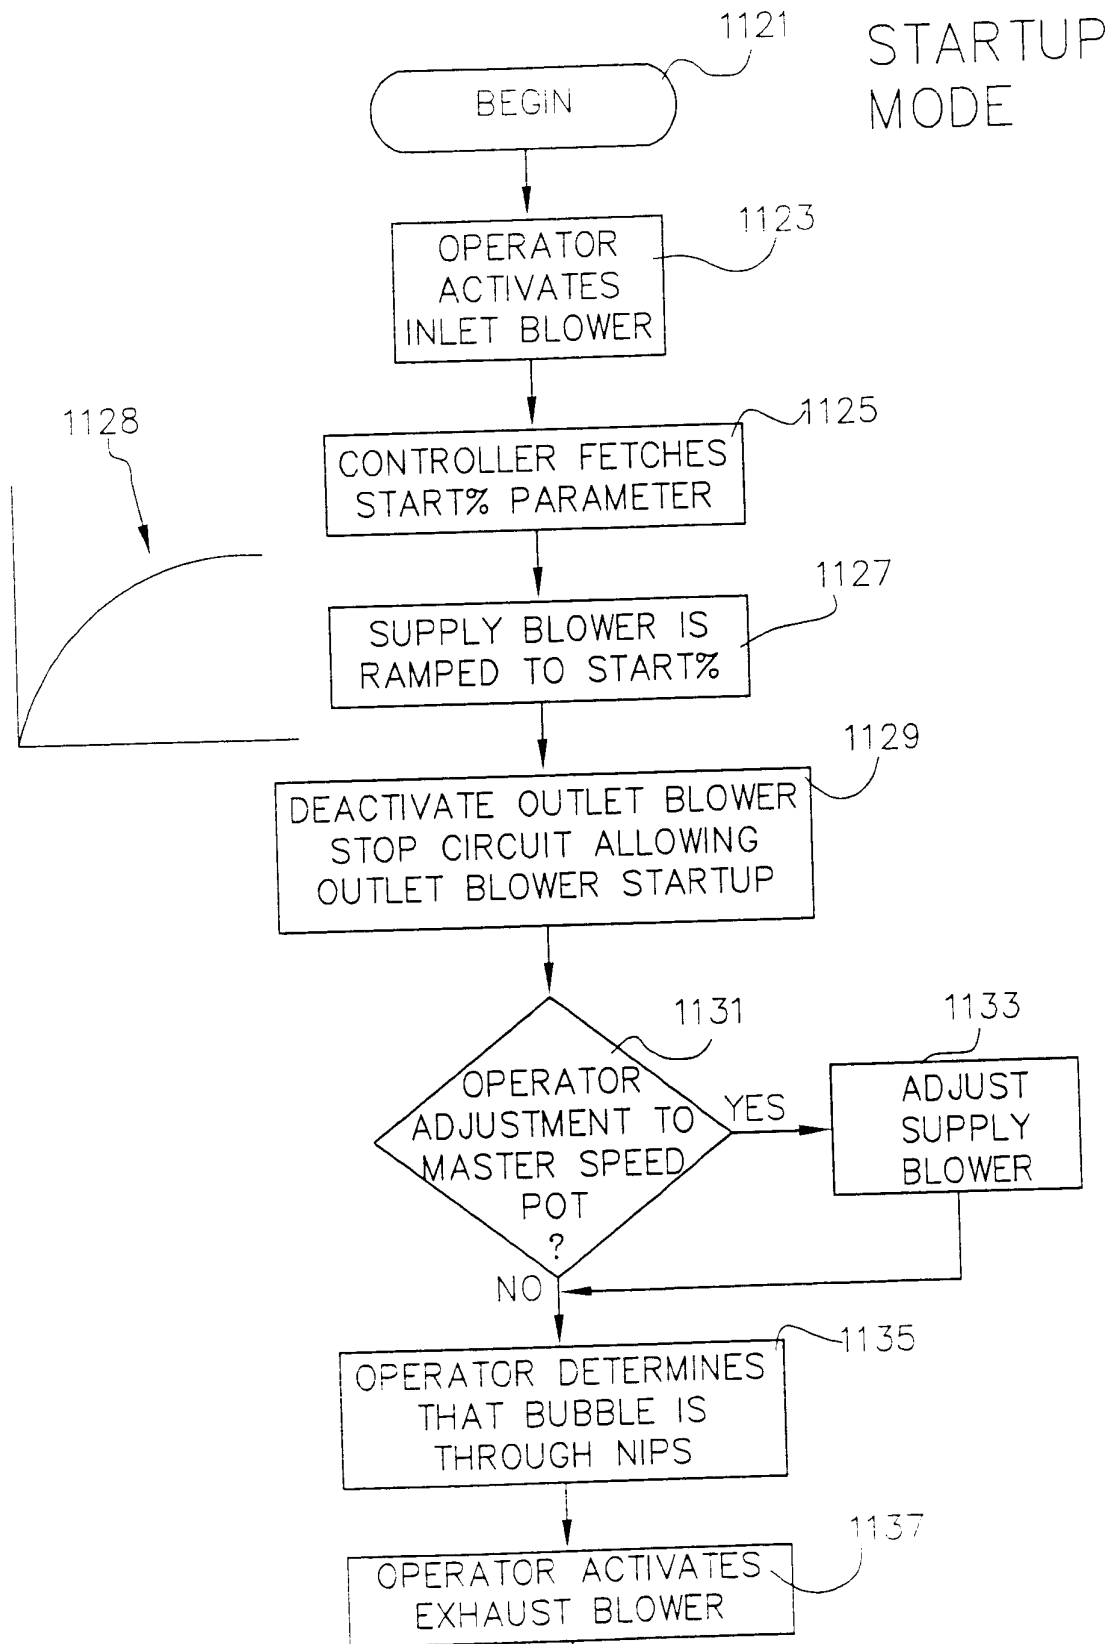 1121
STARTUP
MODE
BEGIN
1123
OPERATOR
ACTIVATES
INLET BLOWER
1125
CONTROLLER FETCHES
START% PARAMETER
1128
1127
SUPPLY BLOWER IS
RAMPED TO START%
1129
DEACTIVATE OUTLET BLOWER
STOP CIRCUIT ALLOWING
OUTLET BLOWER STARTUP
1131
OPERATOR
ADJUSTMENT TO
MASTER SPEED
POT
?
YES
1133
ADJUST
SUPPLY
BLOWER
NO
1135
OPERATOR DETERMINES
THAT BUBBLE IS
THROUGH NIPS
1137
OPERATOR ACTIVATES
EXHAUST BLOWER